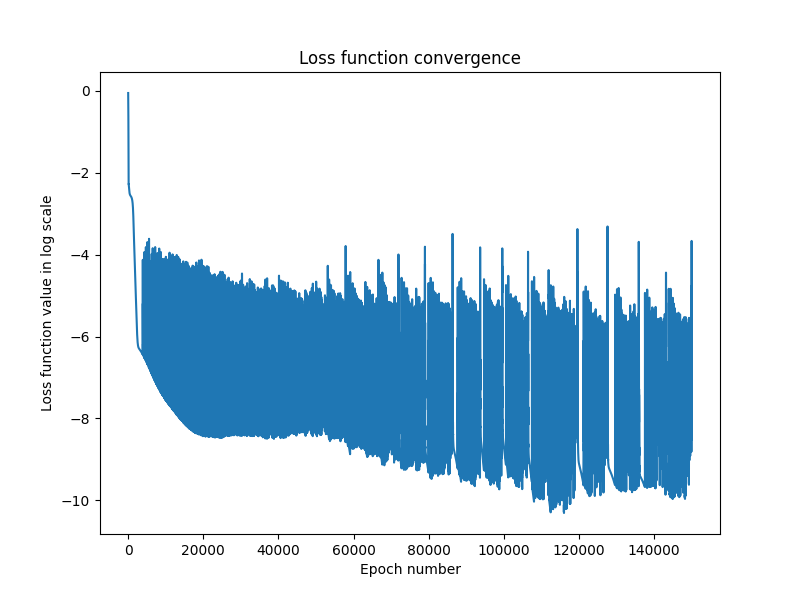 Loss function convergence
0
−2
−4
−6
−8
−10
Loss function value in log scale
0 20000 40000 60000 80000 100000 120000 140000
Epoch number